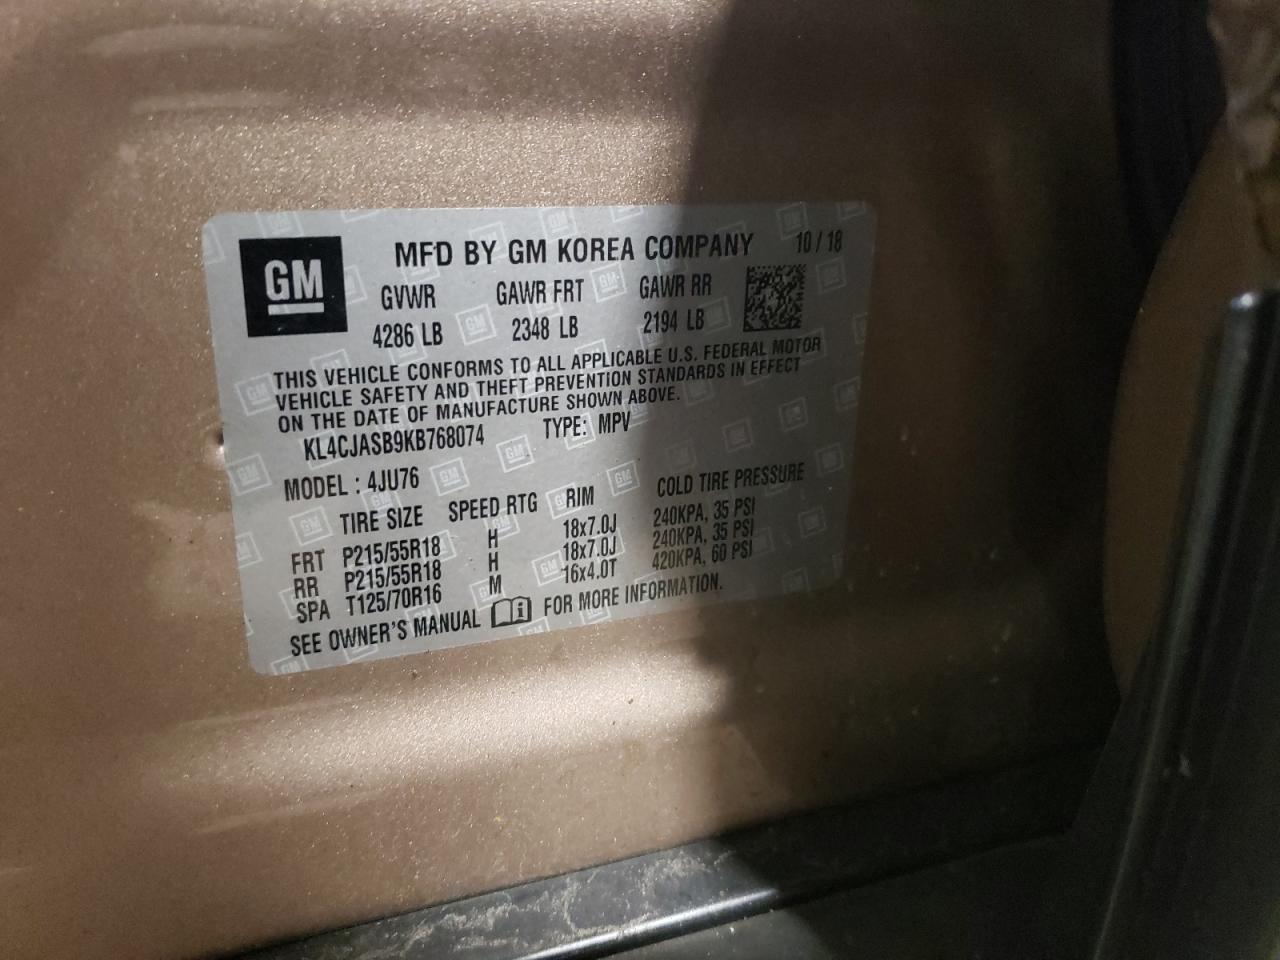 GM
MFD BY GM KOREA COMPANY 10 / 18
GVWR GAWR FRT GAWR RR
4286 LB 2348 LB 2194 LB
THIS VEHICLE CONFORMS TO ALL APPLICABLE U.S. FEDERAL MOTOR
VEHICLE SAFETY AND THEFT PREVENTION STANDARDS IN EFFECT
ON THE DATE OF MANUFACTURE SHOWN ABOVE.
KL4CJASB9KB768074 TYPE: MPV
MODEL : 4JU76
TIRE SIZE SPEED RTG RIM COLD TIRE PRESSURE
FRT P215/55R18 H 18x7.0J 240KPA, 35 PSI
RR P215/55R18 H 18x7.0J 240KPA, 35 PSI
SPA T125/70R16 M 16x4.0T 420KPA, 60 PSI
SEE OWNER'S MANUAL FOR MORE INFORMATION.